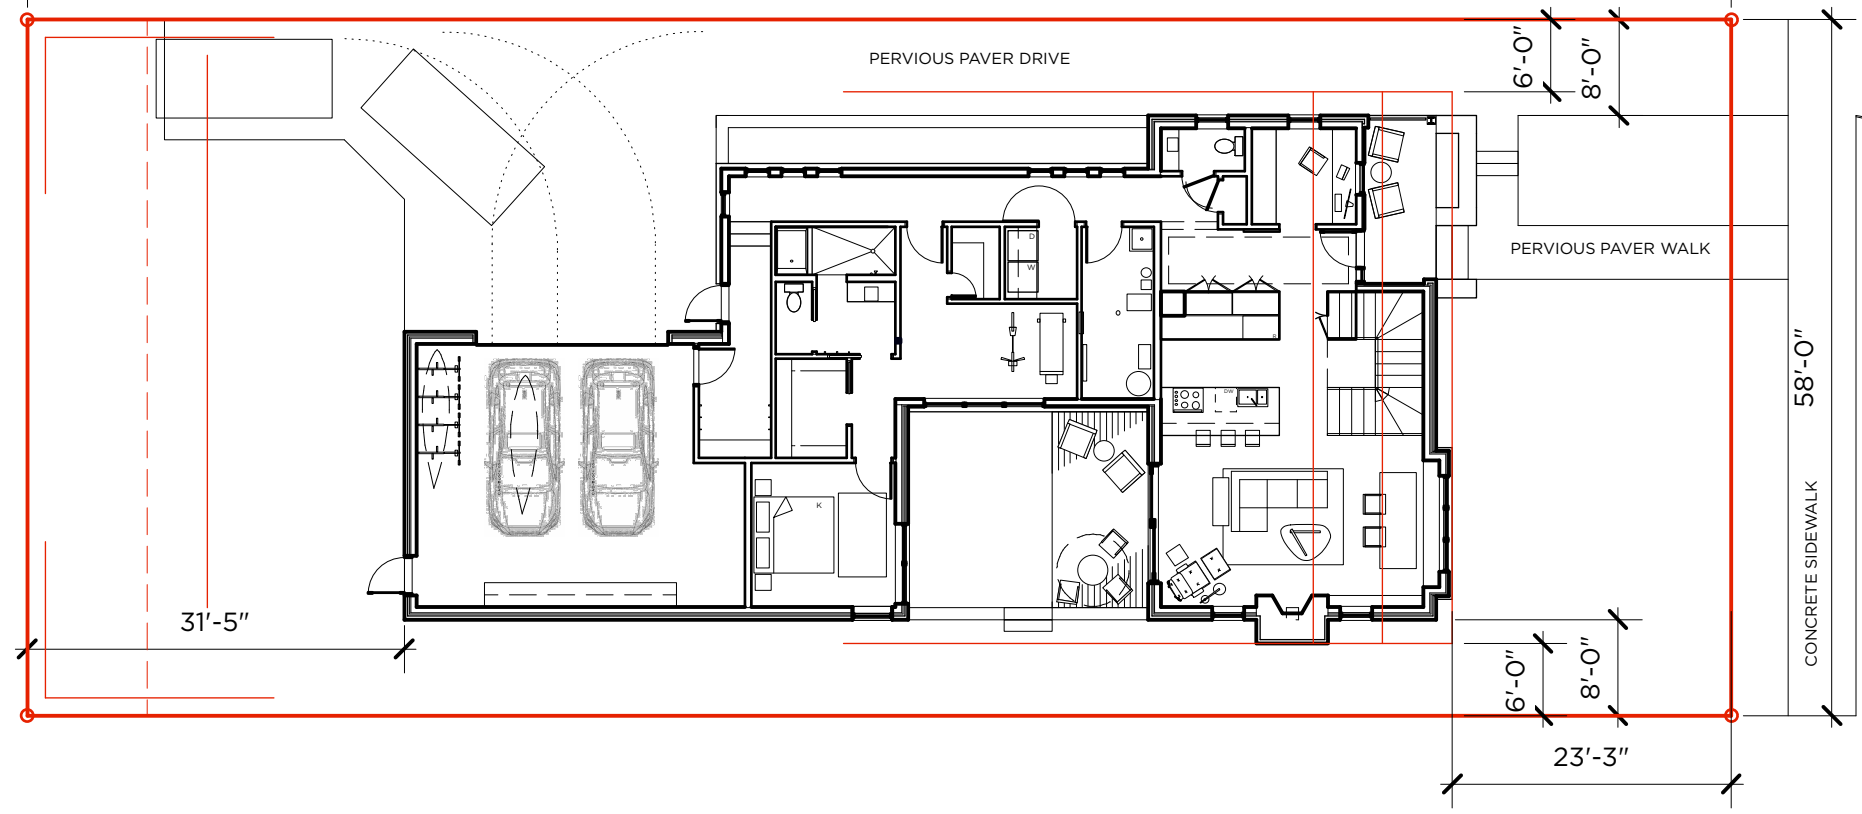 PERVIOUS PAVER DRIVE
6'-0"
8'-0"
D
W
PERVIOUS PAVER WALK
58'-0"
DW
K
CONCRETE SIDEWALK
31'-5"
6'-0"
8'-0"
23'-3"